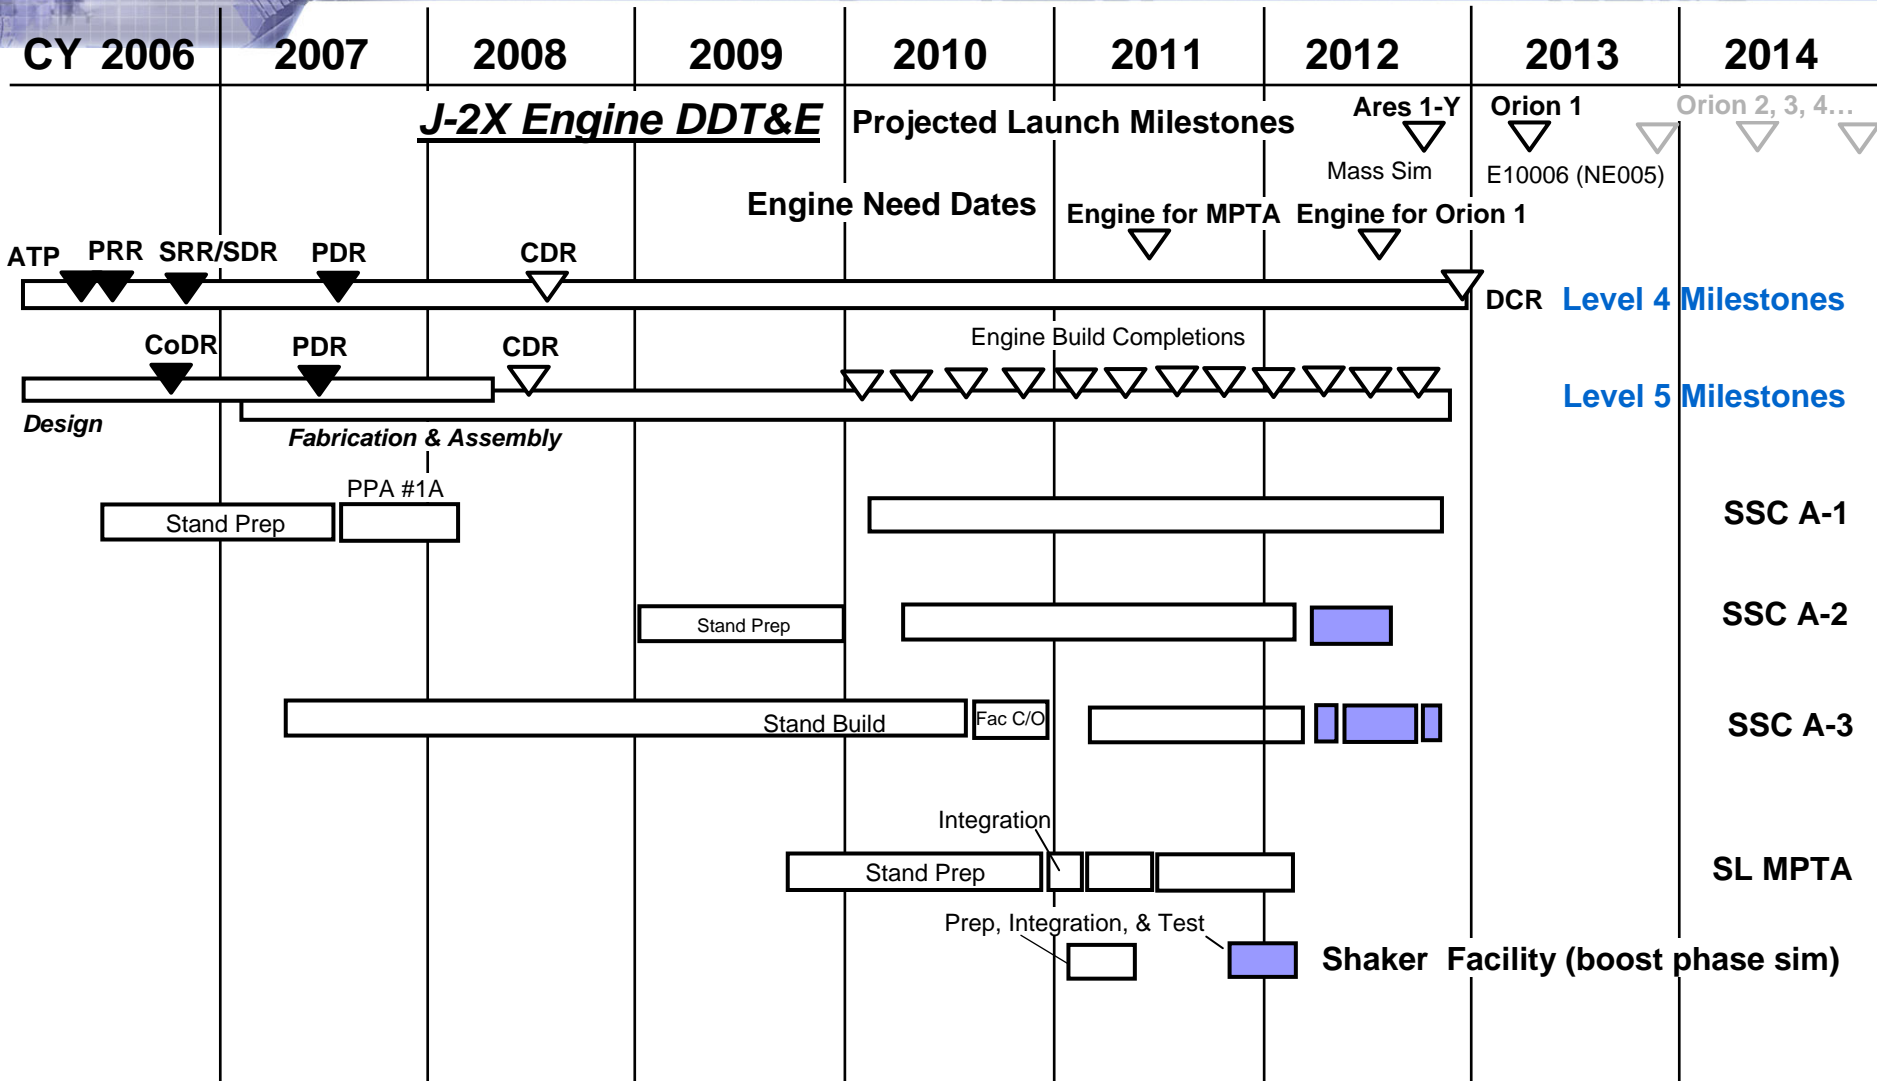 CY 2006 2007 2008 2009 2010 2011 2012 2013 2014
J-2X Engine DDT&E
Projected Launch Milestones
Ares 1-Y
Orion 1
Orion 2, 3, 4…
Mass Sim
E10006 (NE005)
Engine Need Dates
Engine for MPTA
Engine for Orion 1
ATP
PRR
SRR/SDR
PDR
CDR
DCR
Level 4 Milestones
CoDR
PDR
CDR
Engine Build Completions
Level 5 Milestones
Design
Fabrication & Assembly
PPA #1A
Stand Prep
SSC A-1
Stand Prep
SSC A-2
Stand Build
Fac C/O
SSC A-3
Integration
Stand Prep
SL MPTA
Prep, Integration, & Test
Shaker Facility (boost phase sim)